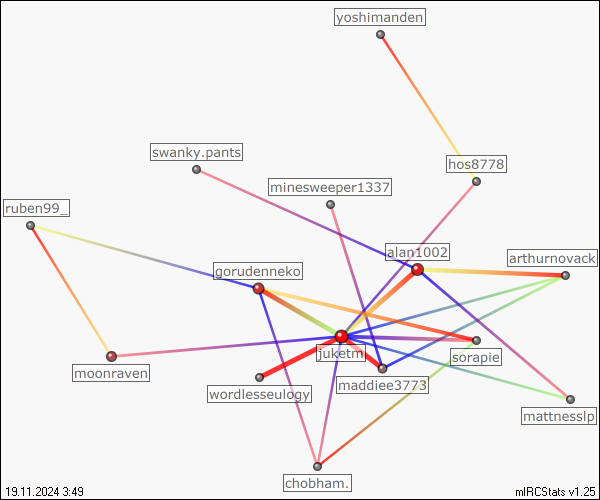 yoshimanden
swanky.pants
hos8778
minesweeper1337
ruben99_
alan1002
arthurnovack
gorudenneko
juketm
sorapie
moonraven
maddiee3773
wordlesseulogy
mattnesslp
chobham.
19.11.2024 3:49
mIRCStats v1.25